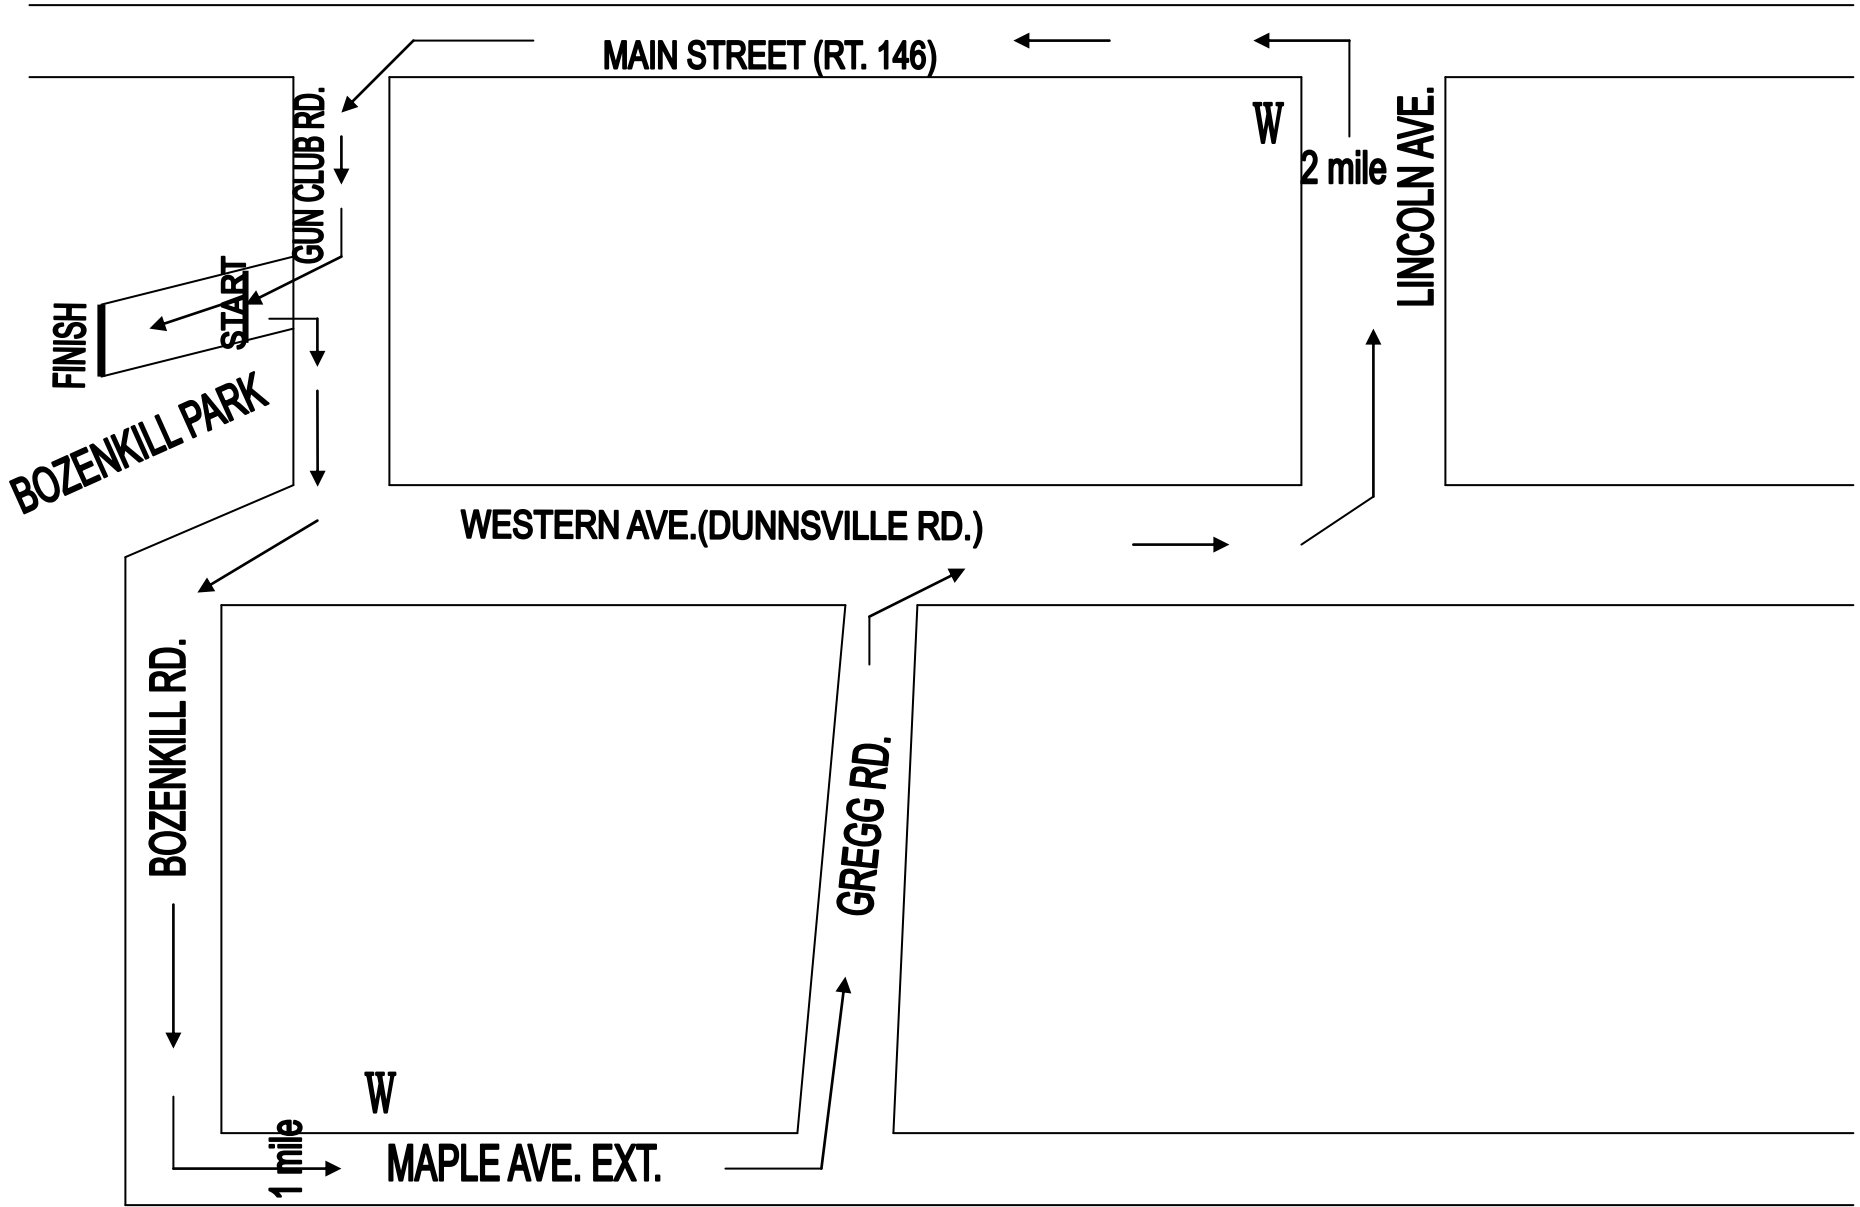 MAIN STREET (RT. 146)
GUN CLUB RD.
W
2 mile
LINCOLN AVE.
START
FINISH
BOZENKILL PARK
WESTERN AVE.(DUNNSVILLE RD.)
BOZENKILL RD.
GREGG RD.
W
1 mile
MAPLE AVE. EXT.